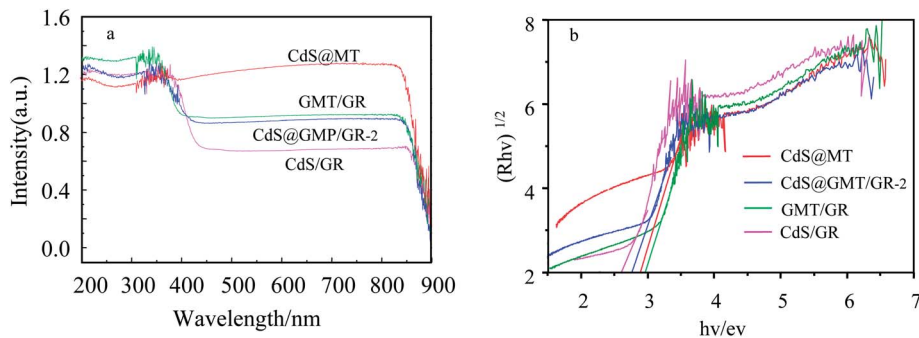 a
1.6
1.2
0.8
0.4
0.0
Intensity(a.u.)
CdS@MT
GMT/GR
CdS@GMP/GR-2
CdS/GR
200 300 400 500 600 700 800 900
Wavelength/nm
b
8
6
4
2
(Rhv) 1/2
CdS@MT
CdS@GMT/GR-2
GMT/GR
CdS/GR
2 3 4 5 6 7
hv/ev